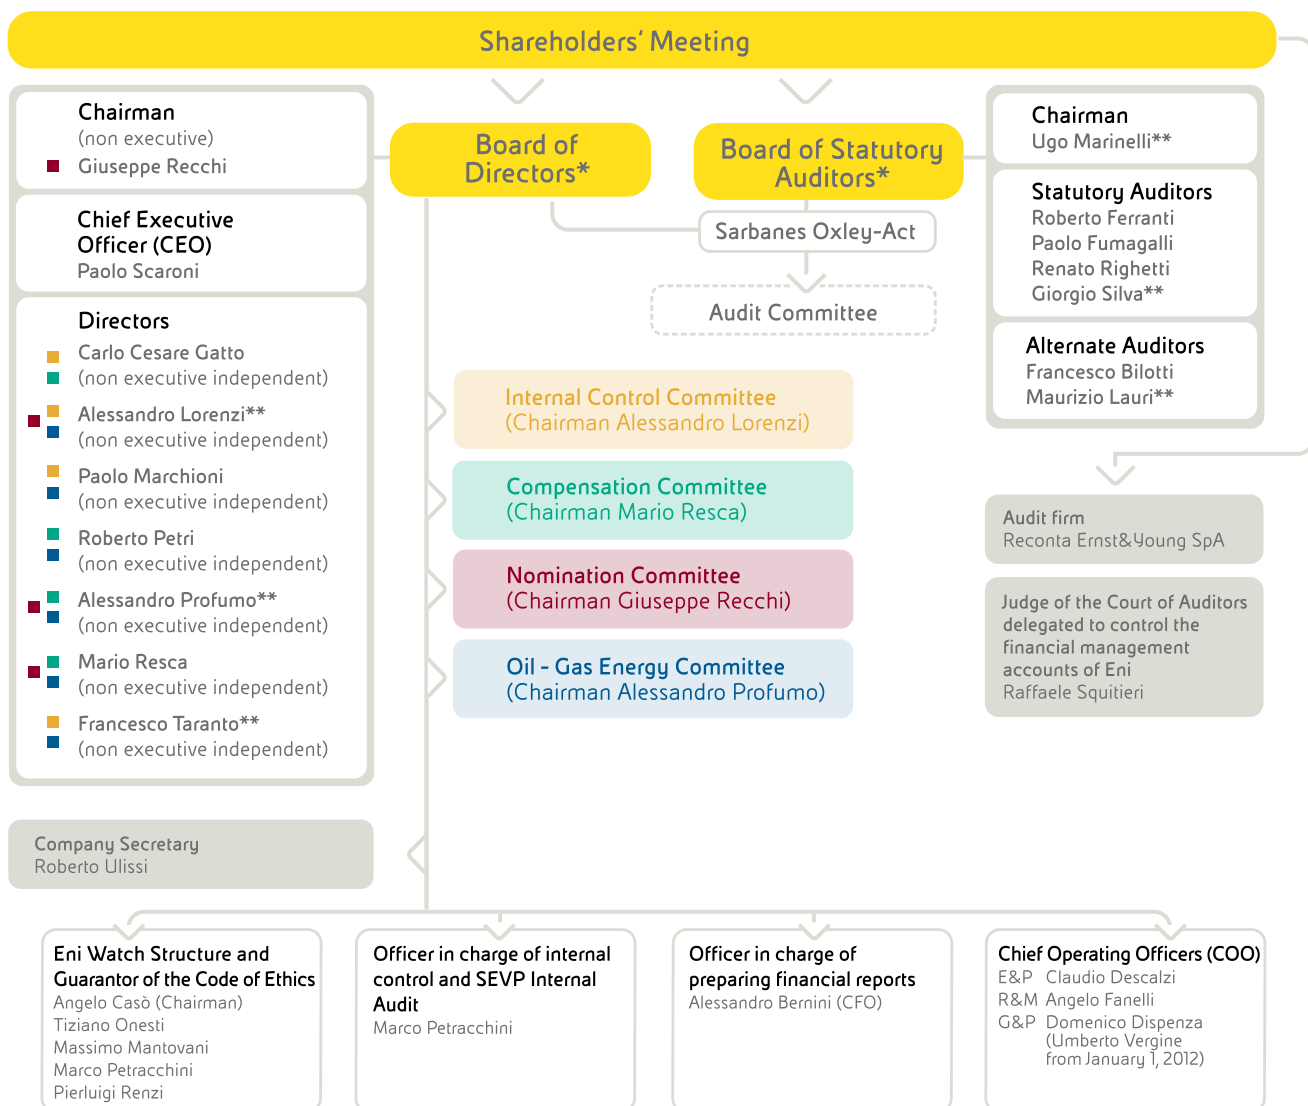 Shareholders’ Meeting
Chairman
(non executive)
Giuseppe Recchi
Chief Executive
Officer (CEO)
Paolo Scaroni
Directors
Carlo Cesare Gatto
(non executive independent)
Alessandro Lorenzi**
(non executive independent)
Paolo Marchioni
(non executive independent)
Roberto Petri
(non executive independent)
Alessandro Profumo**
(non executive independent)
Mario Resca
(non executive independent)
Francesco Taranto**
(non executive independent)
Company Secretary
Roberto Ulissi
Board of
Directors*
Board of Statutory
Auditors*
Sarbanes Oxley-Act
Audit Committee
Internal Control Committee
(Chairman Alessandro Lorenzi)
Compensation Committee
(Chairman Mario Resca)
Nomination Committee
(Chairman Giuseppe Recchi)
Oil - Gas Energy Committee
(Chairman Alessandro Profumo)
Chairman
Ugo Marinelli**
Statutory Auditors
Roberto Ferranti
Paolo Fumagalli
Renato Righetti
Giorgio Silva**
Alternate Auditors
Francesco Bilotti
Maurizio Lauri**
Audit firm
Reconta Ernst&Young SpA
Judge of the Court of Auditors
delegated to control the
financial management
accounts of Eni
Raffaele Squitieri
Eni Watch Structure and
Guarantor of the Code of Ethics
Angelo Casò (Chairman)
Tiziano Onesti
Massimo Mantovani
Marco Petracchini
Pierluigi Renzi
Officer in charge of internal
control and SEVP Internal
Audit
Marco Petracchini
Officer in charge of
preparing financial reports
Alessandro Bernini (CFO)
Chief Operating Officers (COO)
E&P Claudio Descalzi
R&M Angelo Fanelli
G&P Domenico Dispenza
(Umberto Vergine
from January 1, 2012)